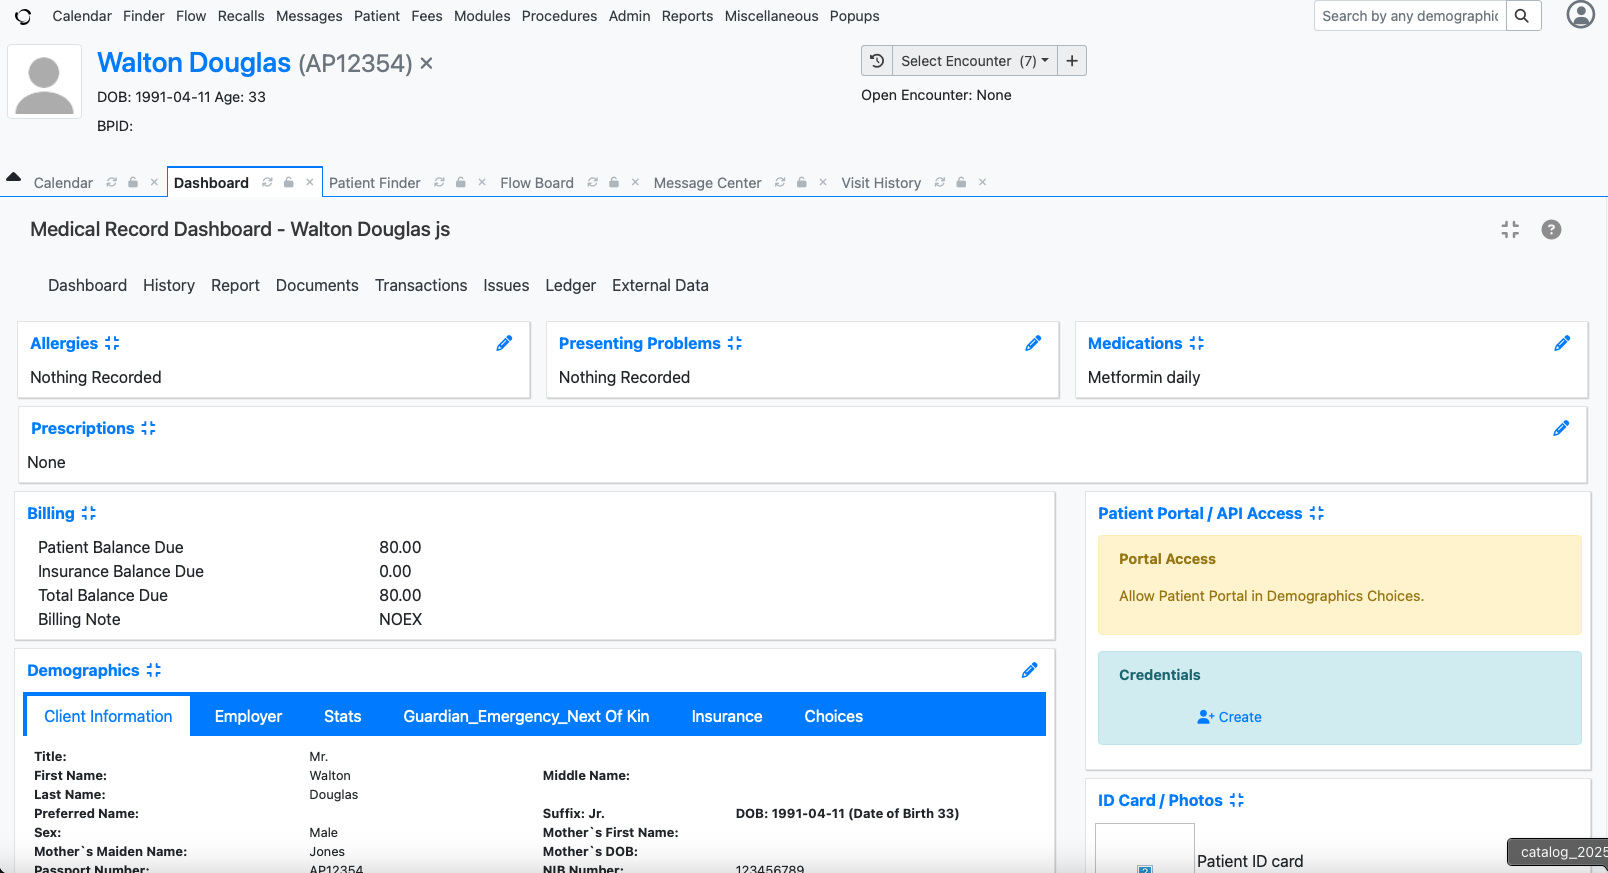 Calendar Finder Flow Recalls Messages Patient Fees Modules Procedures Admin Reports Miscellaneous Popups
Search by any demographic
Walton Douglas (AP12354) ×
DOB: 1991-04-11 Age: 33
BPID:
Select Encounter (7)
Open Encounter: None
Calendar Dashboard Patient Finder Flow Board Message Center Visit History
Medical Record Dashboard - Walton Douglas js
Dashboard History Report Documents Transactions Issues Ledger External Data
Allergies
Nothing Recorded
Presenting Problems
Nothing Recorded
Medications
Metformin daily
Prescriptions
None
Billing
Patient Balance Due 80.00
Insurance Balance Due 0.00
Total Balance Due 80.00
Billing Note NOEX
Patient Portal / API Access
Portal Access
Allow Patient Portal in Demographics Choices.
Credentials
Create
Demographics
Client Information Employer Stats Guardian_Emergency_Next Of Kin Insurance Choices
Title: Mr.
First Name: Walton Middle Name:
Last Name: Douglas
Preferred Name: Suffix: Jr. DOB: 1991-04-11 (Date of Birth 33)
Sex: Male Mother`s First Name:
Mother`s Maiden Name: Jones Mother`s DOB:
Passport Number: AP12354 NIB Number: 123456789
ID Card / Photos
Patient ID card
catalog_2025